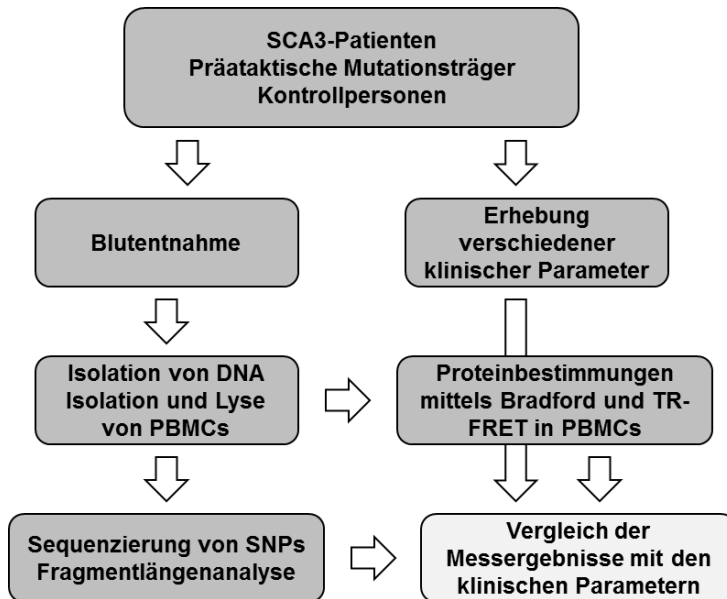 SCA3-Patienten
Präataktische Mutationsträger
Kontrollpersonen
Blutentnahme
Erhebung
verschiedener
klinischer Parameter
Isolation von DNA
Isolation und Lyse
von PBMCs
Proteinbestimmungen
mittels Bradford und TR-
FRET in PBMCs
Sequenzierung von SNPs
Fragmentlängenanalyse
Vergleich der
Messergebnisse mit den
klinischen Parametern